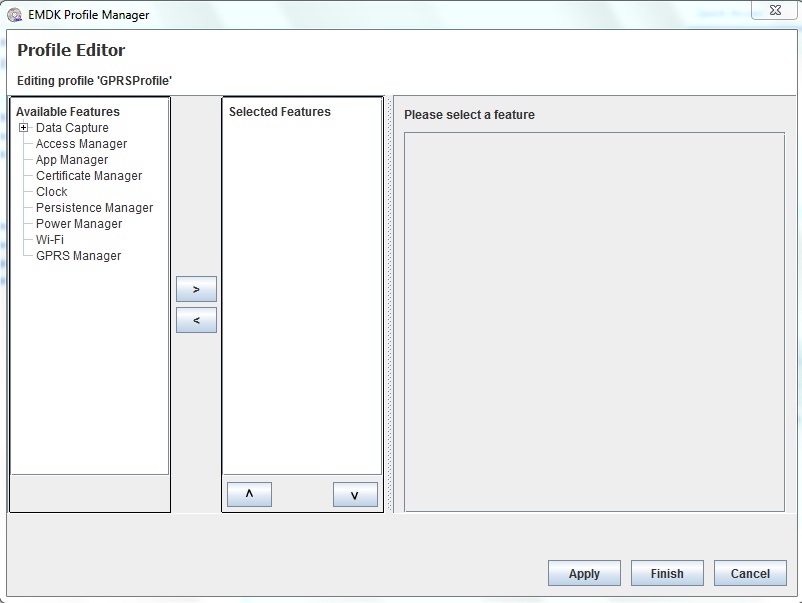 EMDK Profile Manager
Profile Editor
Editing profile 'GPRSProfile'
Available Features
Data Capture
Access Manager
App Manager
Certificate Manager
Clock
Persistence Manager
Power Manager
Wi-Fi
GPRS Manager
>
<
Selected Features
^
v
Please select a feature
Apply
Finish
Cancel